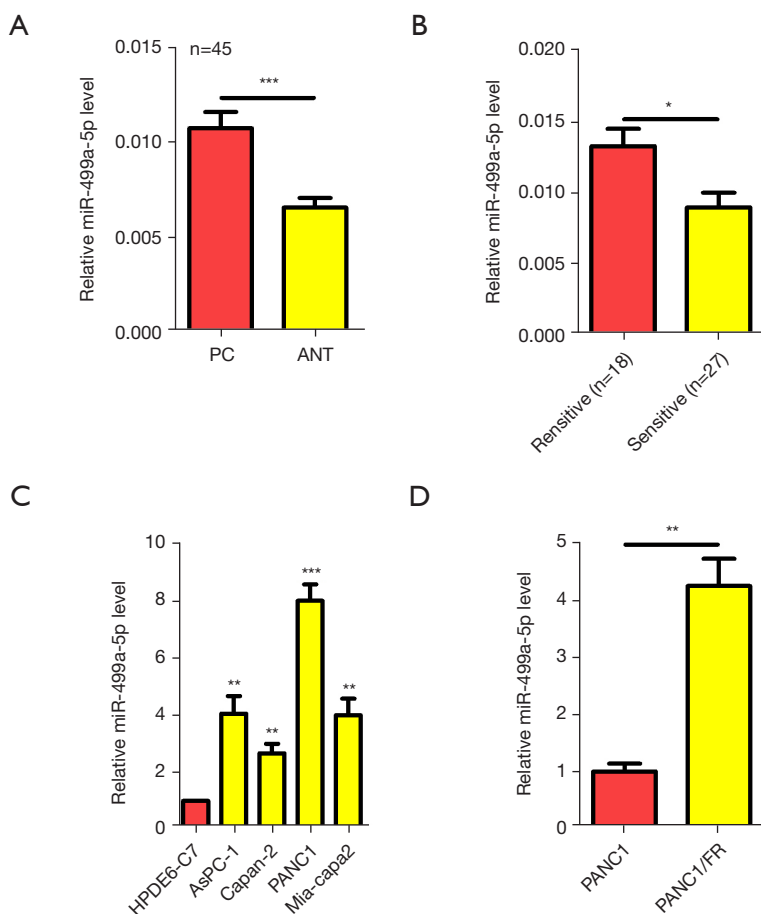 A
Relative miR-499a-5p level
0.015
0.010
0.005
0.000
n=45
***
PC
ANT
B
Relative miR-499a-5p level
0.020
0.015
0.010
0.005
0.000
*
Rensitive (n=18)
Sensitive (n=27)
C
Relative miR-499a-5p level
10
8
6
4
2
0
**
**
***
**
HPDE6-C7
AsPC-1
Capan-2
PANC1
Mia-capa2
D
Relative miR-499a-5p level
5
4
3
2
1
0
**
PANC1
PANC1/FR